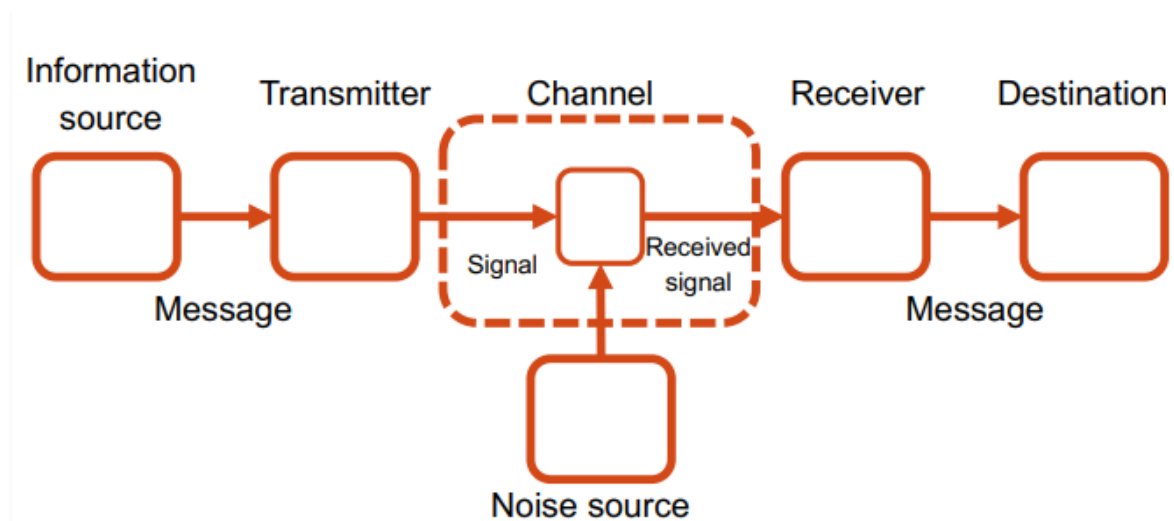 Information
source
Transmitter
Channel
Receiver
Destination
Signal
Received
signal
Message
Message
Noise source